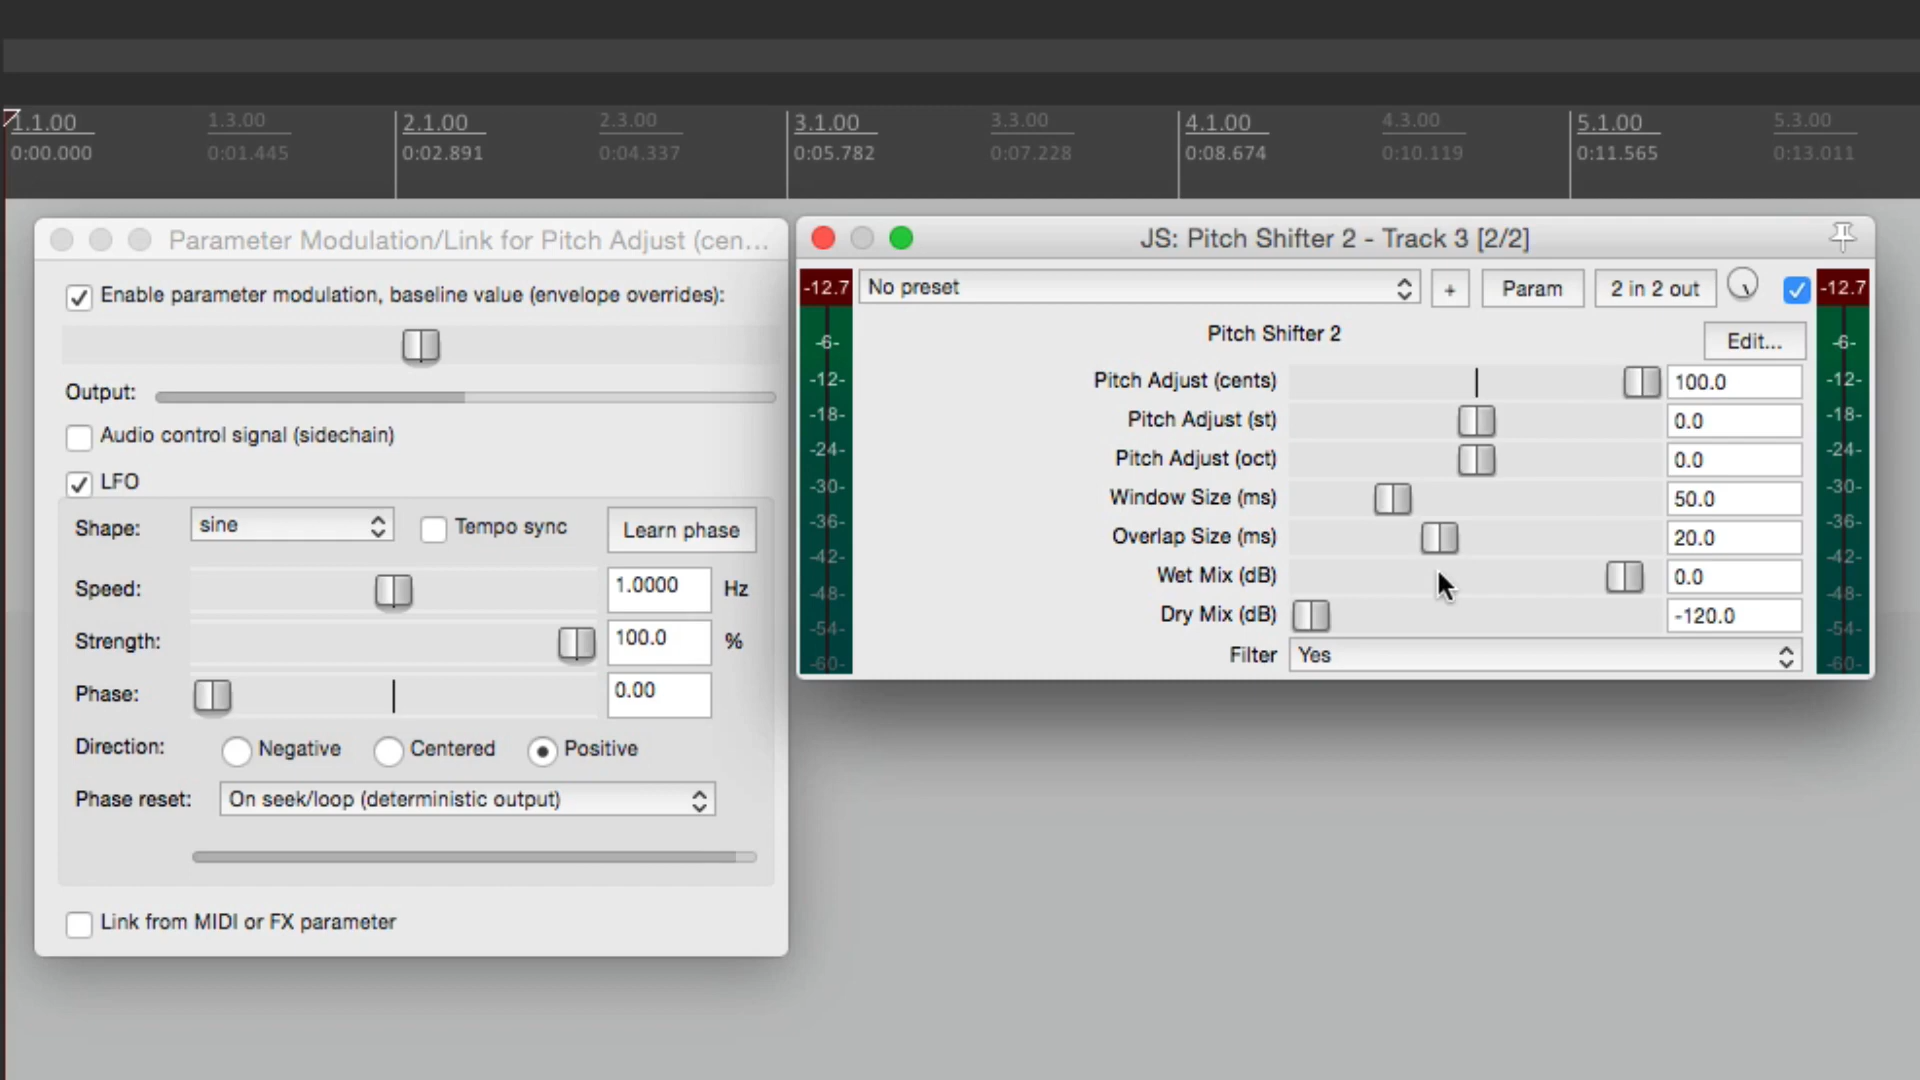 1.1.00 1.3.00 2.1.00 2.3.00 3.1.00 3.3.00 4.1.00 4.3.00 5.1.00 5.3.00
0:00.000 0:01.445 0:02.891 0:04.337 0:05.782 0:07.228 0:08.674 0:10.119 0:11.565 0:13.011
Parameter Modulation/Link for Pitch Adjust (cen...
Enable parameter modulation, baseline value (envelope overrides):
Output:
Audio control signal (sidechain)
LFO
Shape: sine Tempo sync Learn phase
Speed: 1.0000 Hz
Strength: 100.0 %
Phase: 0.00
Direction: Negative Centered Positive
Phase reset: On seek/loop (deterministic output)
Link from MIDI or FX parameter
JS: Pitch Shifter 2 - Track 3 [2/2]
-12.7 No preset + Param 2 in 2 out -12.7
Pitch Shifter 2
Edit...
Pitch Adjust (cents) 100.0
Pitch Adjust (st) 0.0
Pitch Adjust (oct) 0.0
Window Size (ms) 50.0
Overlap Size (ms) 20.0
Wet Mix (dB) 0.0
Dry Mix (dB) -120.0
Filter Yes
-6- -6-
-12- -12-
-18- -18-
-24- -24-
-30- -30-
-36- -36-
-42- -42-
-48- -48-
-54- -54-
-60- -60-